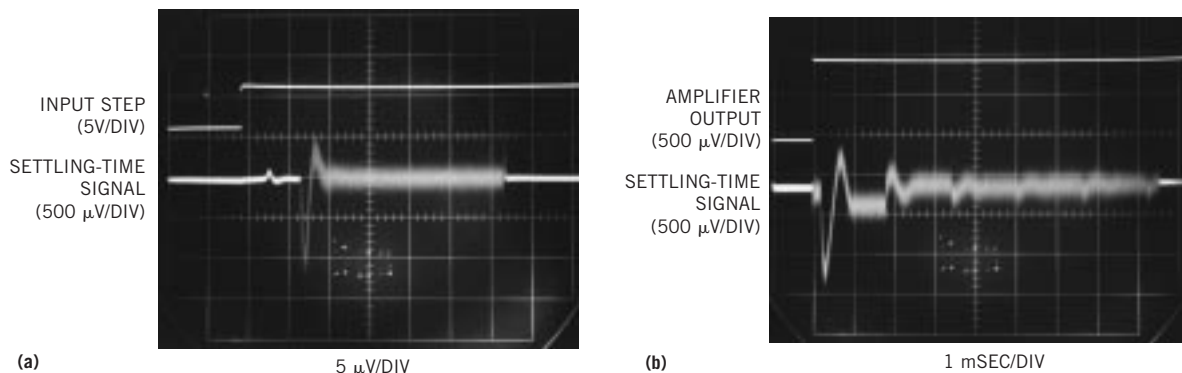 INPUT STEP
(5V/DIV)
SETTLING-TIME
SIGNAL
(500 μV/DIV)
(a)
5 μV/DIV
AMPLIFIER
OUTPUT
(500 μV/DIV)
SETTLING-TIME
SIGNAL
(500 μV/DIV)
(b)
1 mSEC/DIV